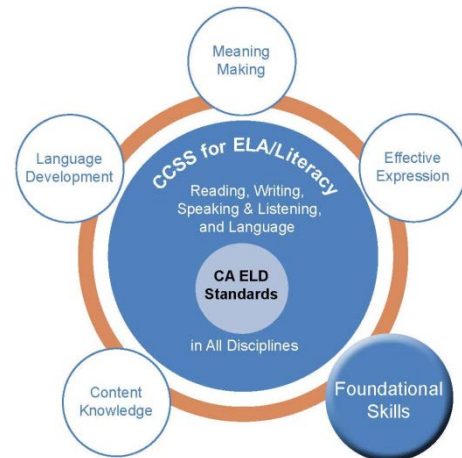 Meaning
Making
Language
Development
Effective
Expression
CCSS for ELA/Literacy
Reading, Writing,
Speaking & Listening,
and Language
CA ELD
Standards
in All Disciplines
Content
Knowledge
Foundational
Skills